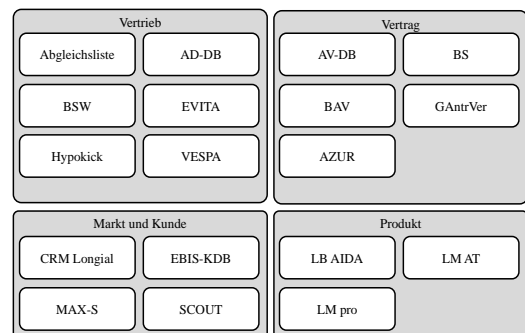 Vertrieb
Abgleichsliste
AD-DB
BSW
EVITA
Hypokick
VESPA
Vertrag
AV-DB
BS
BAV
GAntrVer
AZUR
Markt und Kunde
CRM Longial
EBIS-KDB
MAX-S
SCOUT
Produkt
LB AIDA
LM AT
LM pro